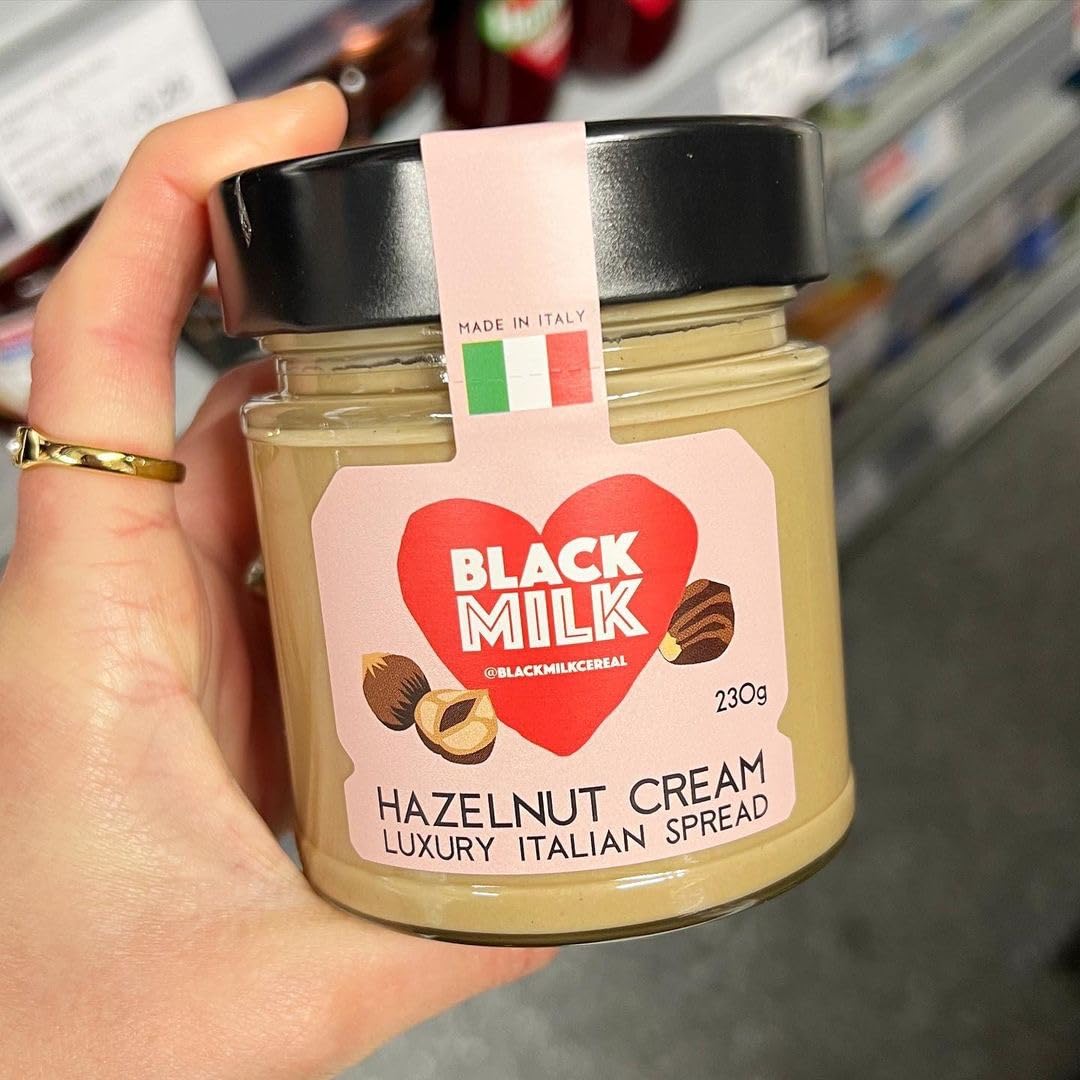 MADE IN ITALY
BLACK
MILK
@BLACKMILKCEREAL
230g
HAZELNUT CREAM
LUXURY ITALIAN SPREAD